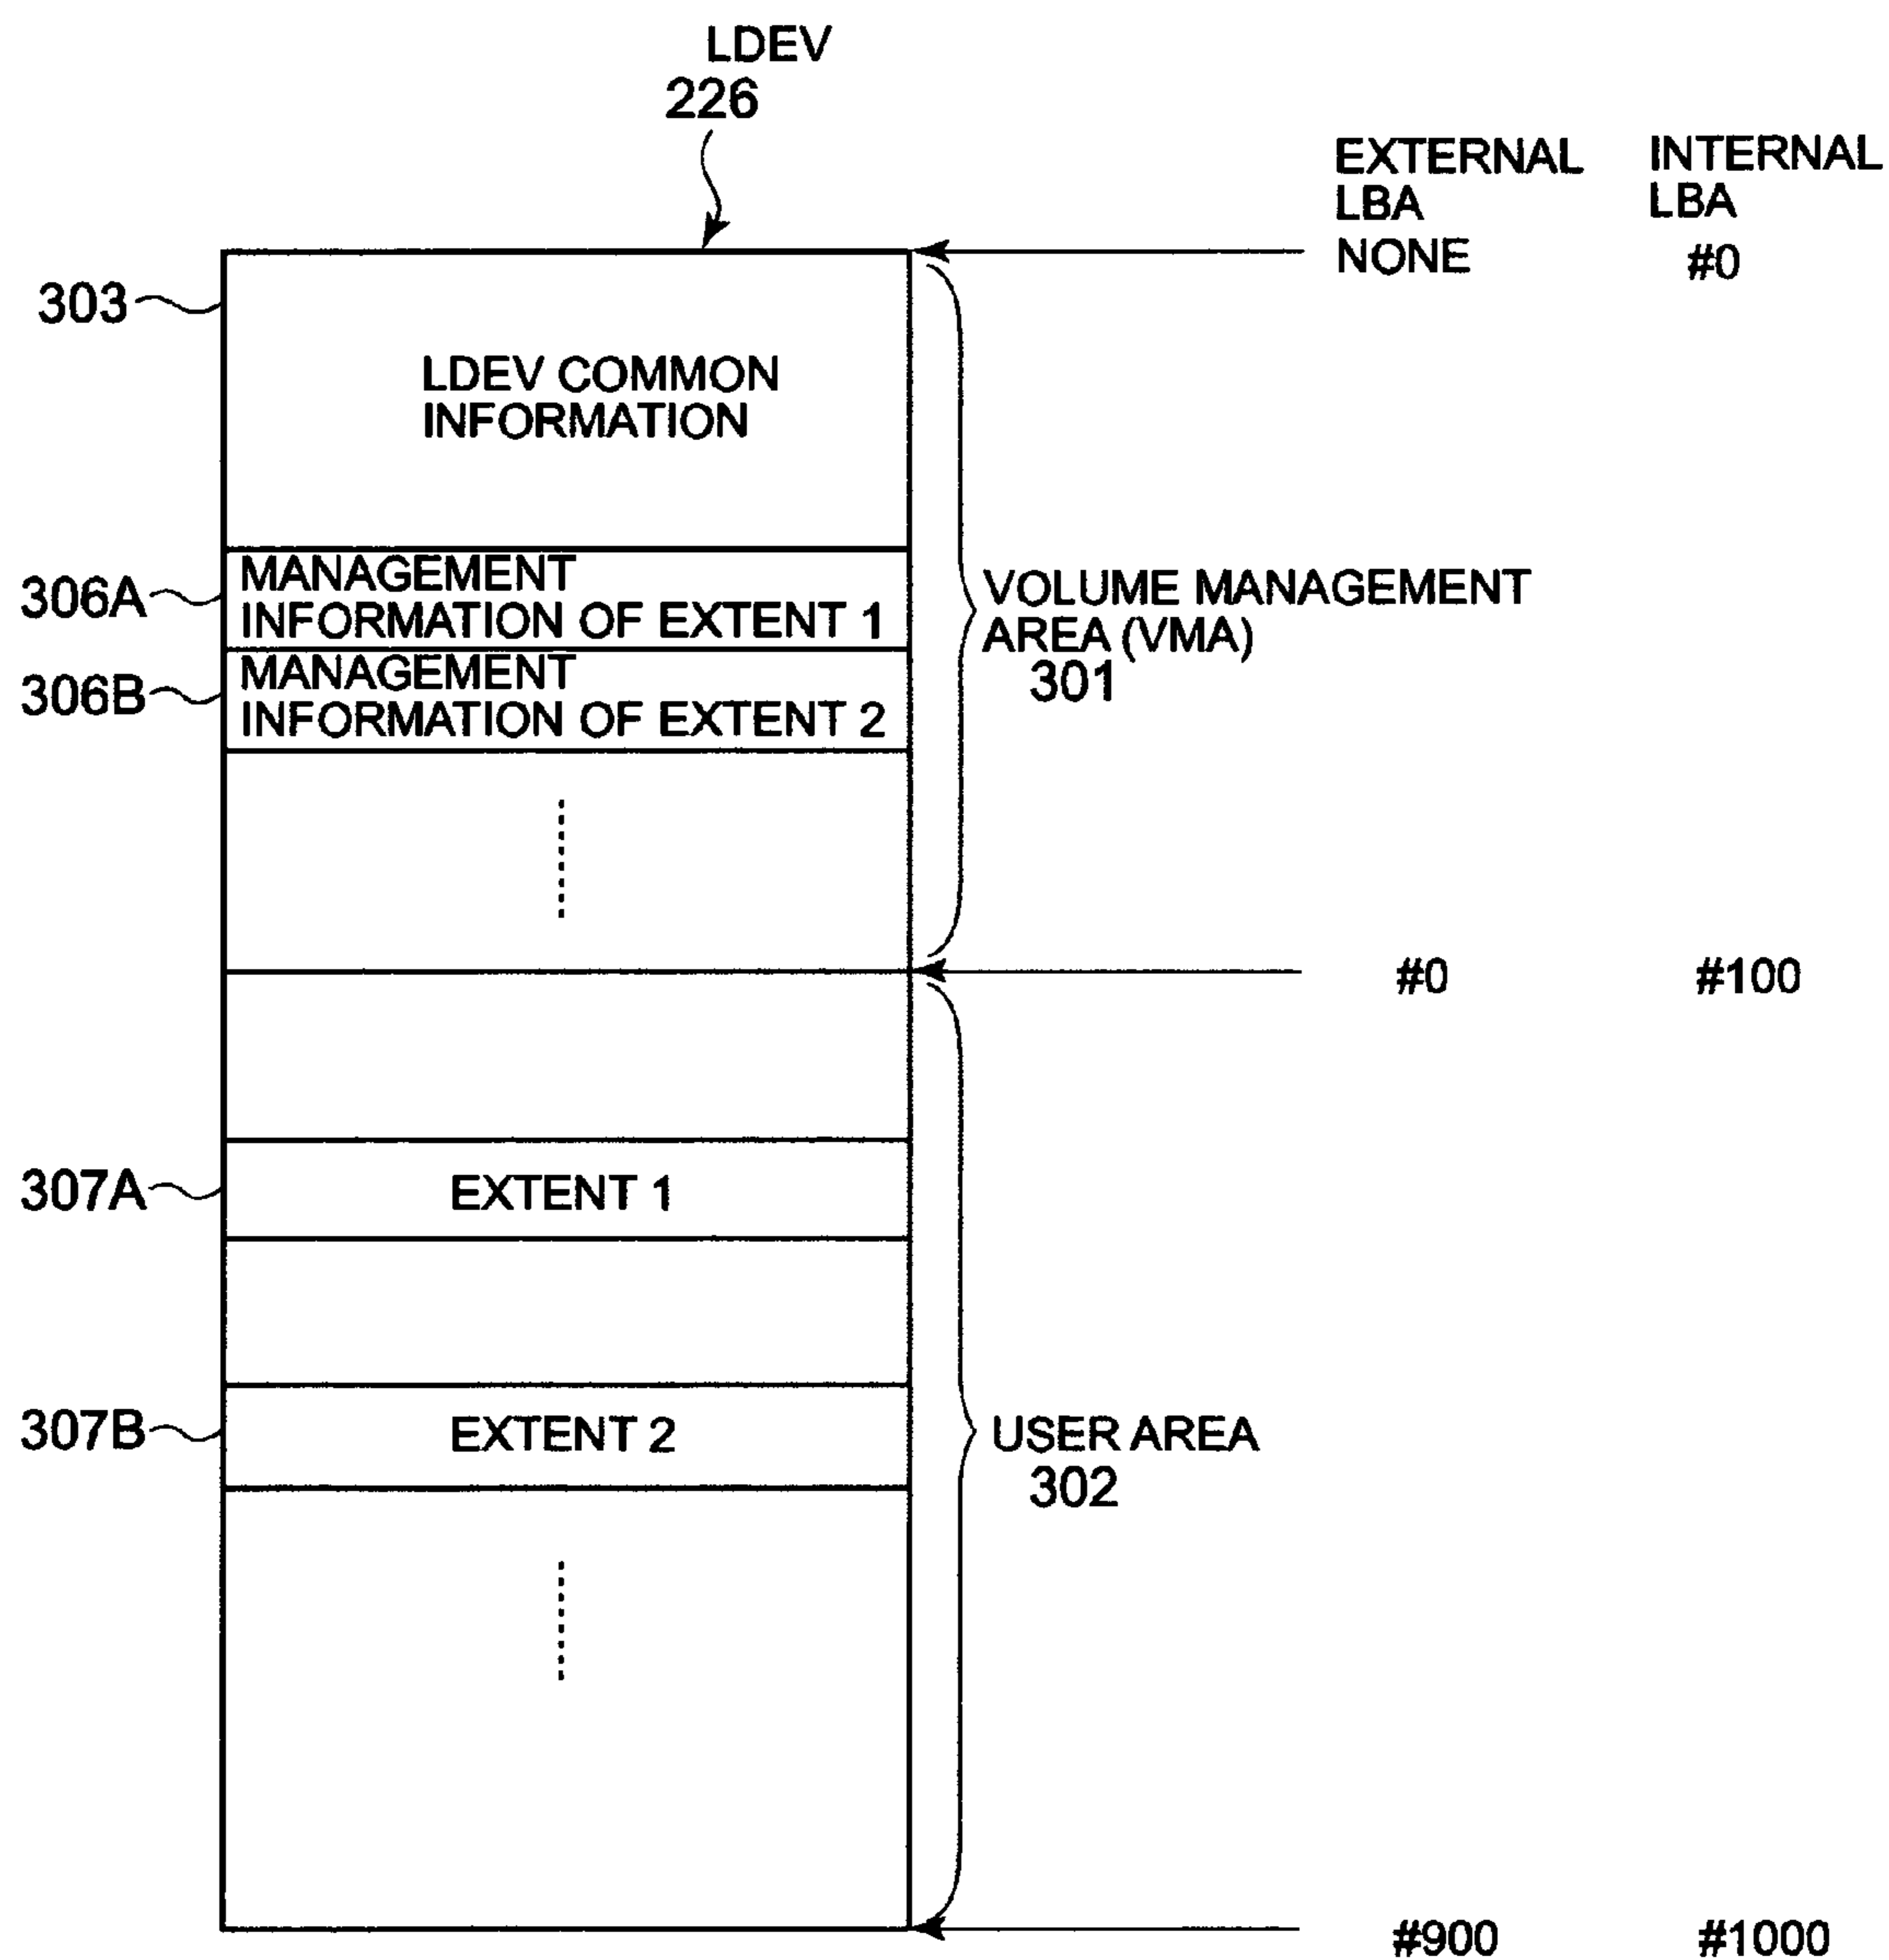 LDEV
226
EXTERNAL
LBA
NONE
INTERNAL
LBA
#0
303
LDEV COMMON
INFORMATION
306A
MANAGEMENT
INFORMATION OF EXTENT 1
306B
MANAGEMENT
INFORMATION OF EXTENT 2
VOLUME MANAGEMENT
AREA (VMA)
301
#0
#100
307A
EXTENT 1
307B
EXTENT 2
USER AREA
302
#900
#1000